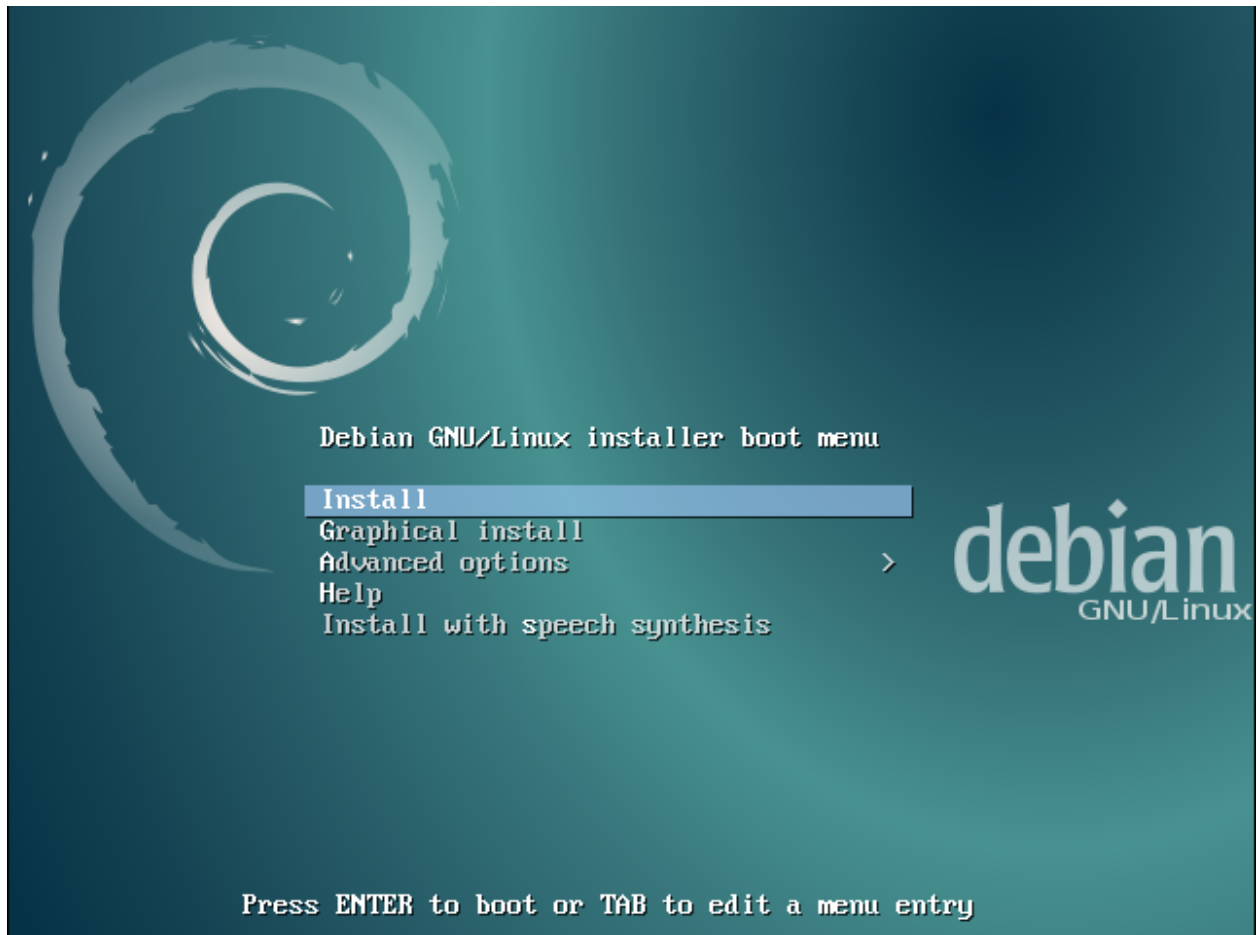 Debian GNU/Linux installer boot menu
Install
Graphical install
Advanced options >
Help
Install with speech synthesis
debian
GNU/Linux
Press ENTER to boot or TAB to edit a menu entry